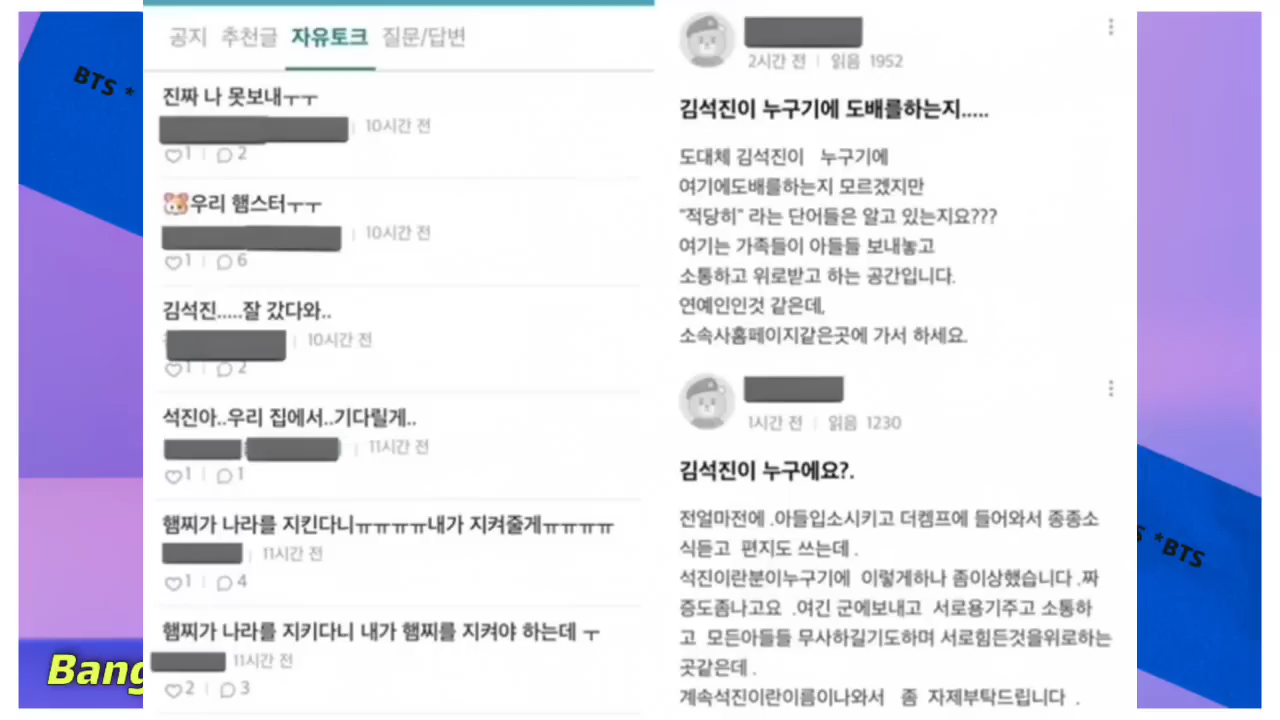 BTS *
공지 추천글 자유토크 질문/답변
진짜 나 못보내ㅜㅜ
10시간 전
1 2
🐹우리 햄스터ㅜㅜ
10시간 전
1 6
김석진.....잘 갔다와..
10시간 전
1 2
석진아..우리 집에서..기다릴게..
11시간 전
1 1
햄찌가 나라를 지킨다니ㅠㅠㅠㅠ내가 지켜줄게ㅠㅠㅠㅠ
11시간 전
1 4
햄찌가 나라를 지키다니 내가 햄찌를 지켜야 하는데 ㅜ
11시간 전
2 3
Bang
2시간 전 | 읽음 1952
김석진이 누구기에 도배를하는지.....
도대체 김석진이 누구기에
여기에도배를하는지 모르겠지만
"적당히" 라는 단어들은 알고 있는지요???
여기는 가족들이 아들들 보내놓고
소통하고 위로받고 하는 공간입니다.
연예인인것 같은데,
소속사홈페이지같은곳에 가서 하세요.
1시간 전 | 읽음 1230
김석진이 누구에요?.
전얼마전에 .아들입소시키고 더켐프에 들어와서 종종소
식듣고 편지도 쓰는데 .
석진이란분이누구기에 이렇게하나 좀이상했습니다 .짜
증도좀나고요 .여긴 군에보내고 서로용기주고 소통하
고 모든아들들 무사하길기도하며 서로힘든것을위로하는
곳같은데 .
계속석진이란이름이나와서 좀 자제부탁드립니다 .
S *BTS